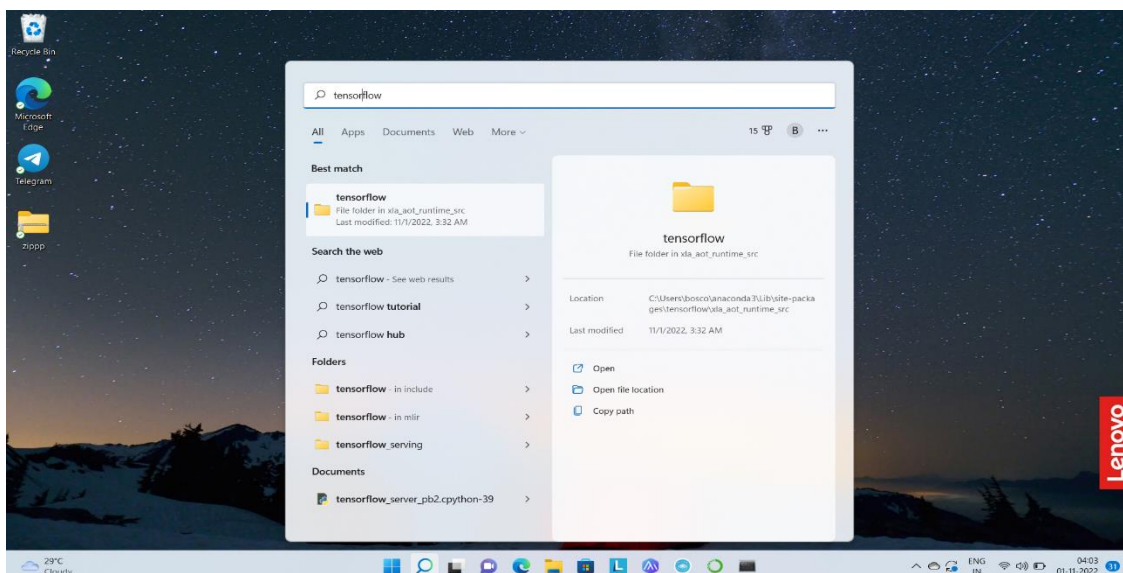 Recycle Bin
Microsoft
Edge
Telegram
zippp
tensorflow
All Apps Documents Web More
15 B ...
Best match
tensorflow
File folder in xla_aot_runtime_src
Last modified: 11/1/2022, 3:32 AM
Search the web
tensorflow - See web results
tensorflow tutorial
tensorflow hub
Folders
tensorflow - in include
tensorflow - in mlir
tensorflow_serving
Documents
tensorflow_server_pb2.cpython-39
tensorflow
File folder in xla_aot_runtime_src
Location C:\Users\bosco\anaconda3\Lib\site-packa
ges\tensorflow\xla_aot_runtime_src
Last modified 11/1/2022, 3:32 AM
Open
Open file location
Copy path
Lenovo
29°C
Cloudy
L
ENG
IN
04:03
01-11-2022
31